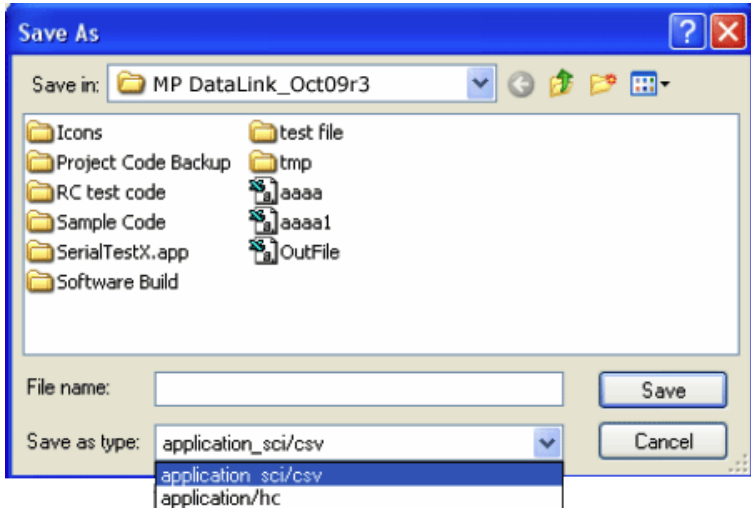 Save As
Save in: MP DataLink_Oct09r3
Icons
Project Code Backup
RC test code
Sample Code
SerialTestX.app
Software Build
test file
tmp
aaaa
aaaa1
OutFile
File name:
Save
Save as type: application_sci/csv
Cancel
application_sci/csv
application/hc